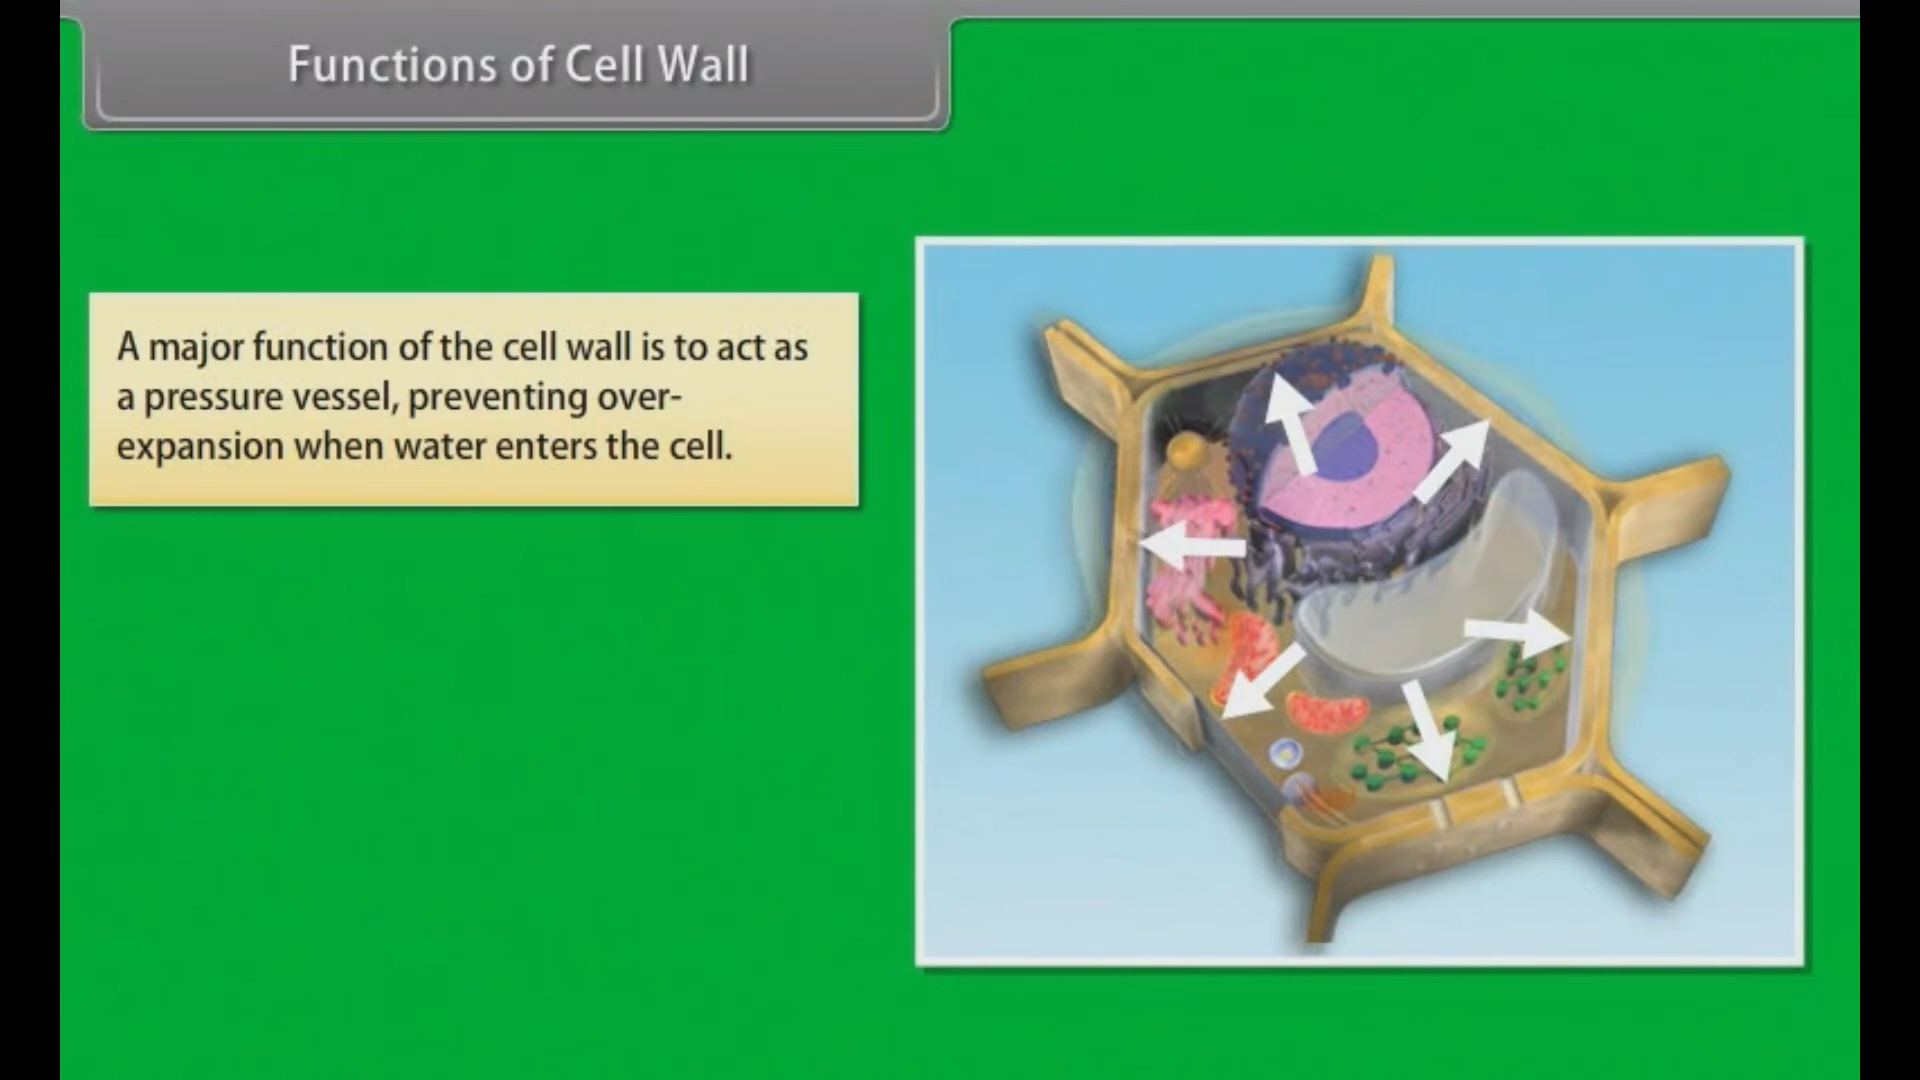 Functions of Cell Wall
A major function of the cell wall is to act as
a pressure vessel, preventing over-
expansion when water enters the cell.